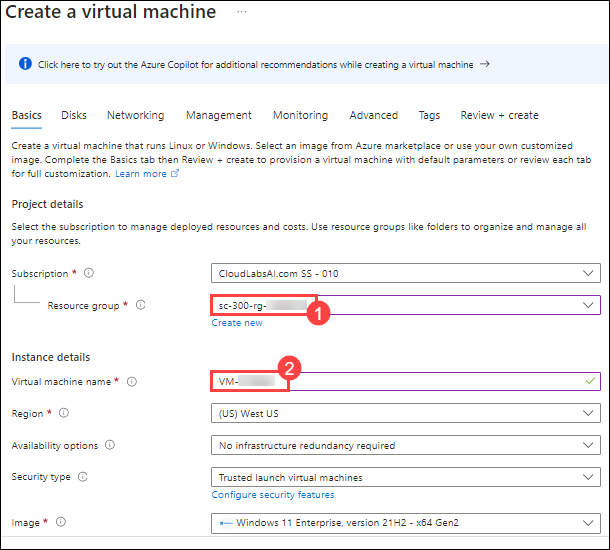 Create a virtual machine ...
Click here to try out the Azure Copilot for additional recommendations while creating a virtual machine →
Basics Disks Networking Management Monitoring Advanced Tags Review + create
Create a virtual machine that runs Linux or Windows. Select an image from Azure marketplace or use your own customized
image. Complete the Basics tab then Review + create to provision a virtual machine with default parameters or review each tab
for full customization. Learn more
Project details
Select the subscription to manage deployed resources and costs. Use resource groups like folders to organize and manage all
your resources.
Subscription * CloudLabsAI.com SS - 010
Resource group * sc-300-rg-
1
Create new
Instance details
2
Virtual machine name * VM-
Region * (US) West US
Availability options No infrastructure redundancy required
Security type Trusted launch virtual machines
Configure security features
Image * Windows 11 Enterprise, version 21H2 - x64 Gen2